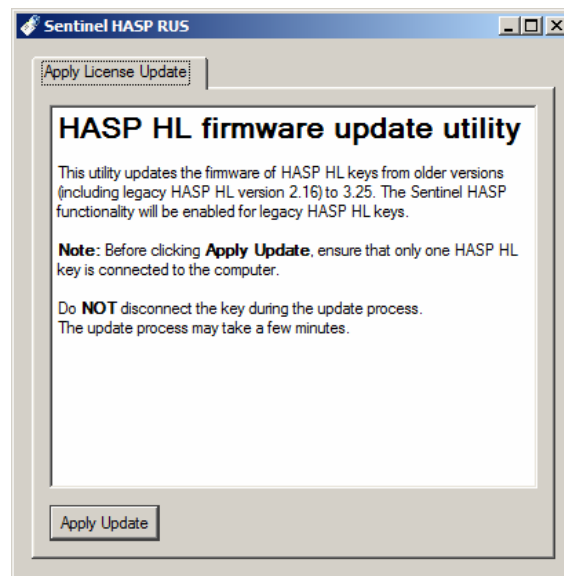 Sentinel HASP RUS
Apply License Update
HASP HL firmware update utility
This utility updates the firmware of HASP HL keys from older versions
(including legacy HASP HL version 2.16) to 3.25. The Sentinel HASP
functionality will be enabled for legacy HASP HL keys.
Note: Before clicking Apply Update, ensure that only one HASP HL
key is connected to the computer.
Do NOT disconnect the key during the update process.
The update process may take a few minutes.
Apply Update